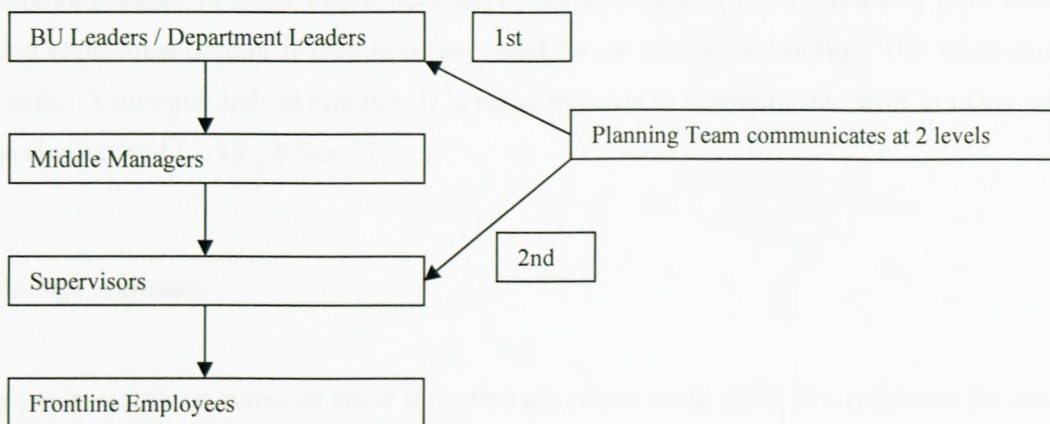 BU Leaders / Department Leaders
1st
Planning Team communicates at 2 levels
Middle Managers
2nd
Supervisors
Frontline Employees